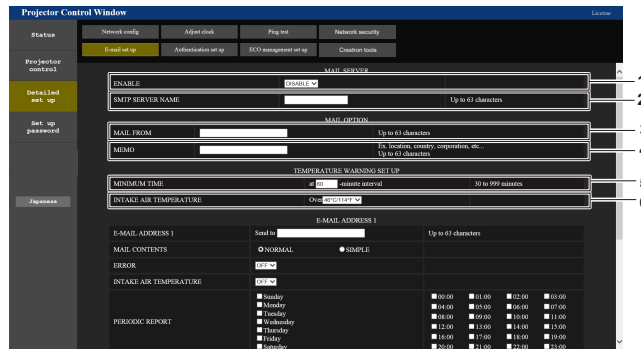 Projector Control Window
License
Status
Network config Adjust clock Ping test Network security
E-mail set up Authentication set up ECO management set up Crestron tools
Projector control
Detailed set up
Set up password
Japanese
MAIL SERVER
ENABLE DISABLE 1
SMTP SERVER NAME Up to 63 characters 2
MAIL OPTION
MAIL FROM Up to 63 characters 3
MEMO Ex. location, country, corporation, etc...
Up to 63 characters
TEMPERATURE WARNING SET UP
MINIMUM TIME at 60 -minute interval 30 to 999 minutes 5
INTAKE AIR TEMPERATURE Over 46°C/114°F 6
E-MAIL ADDRESS 1
E-MAIL ADDRESS 1 Send to Up to 63 characters
MAIL CONTENTS NORMAL SIMPLE
ERROR OFF
INTAKE AIR TEMPERATURE OFF
PERIODIC REPORT
Sunday 00:00 01:00 02:00 03:00
Monday 04:00 05:00 06:00 07:00
Tuesday 08:00 09:00 10:00 11:00
Wednesday 12:00 13:00 14:00 15:00
Thursday 16:00 17:00 18:00 19:00
Friday 20:00 21:00 22:00 23:00
Saturday